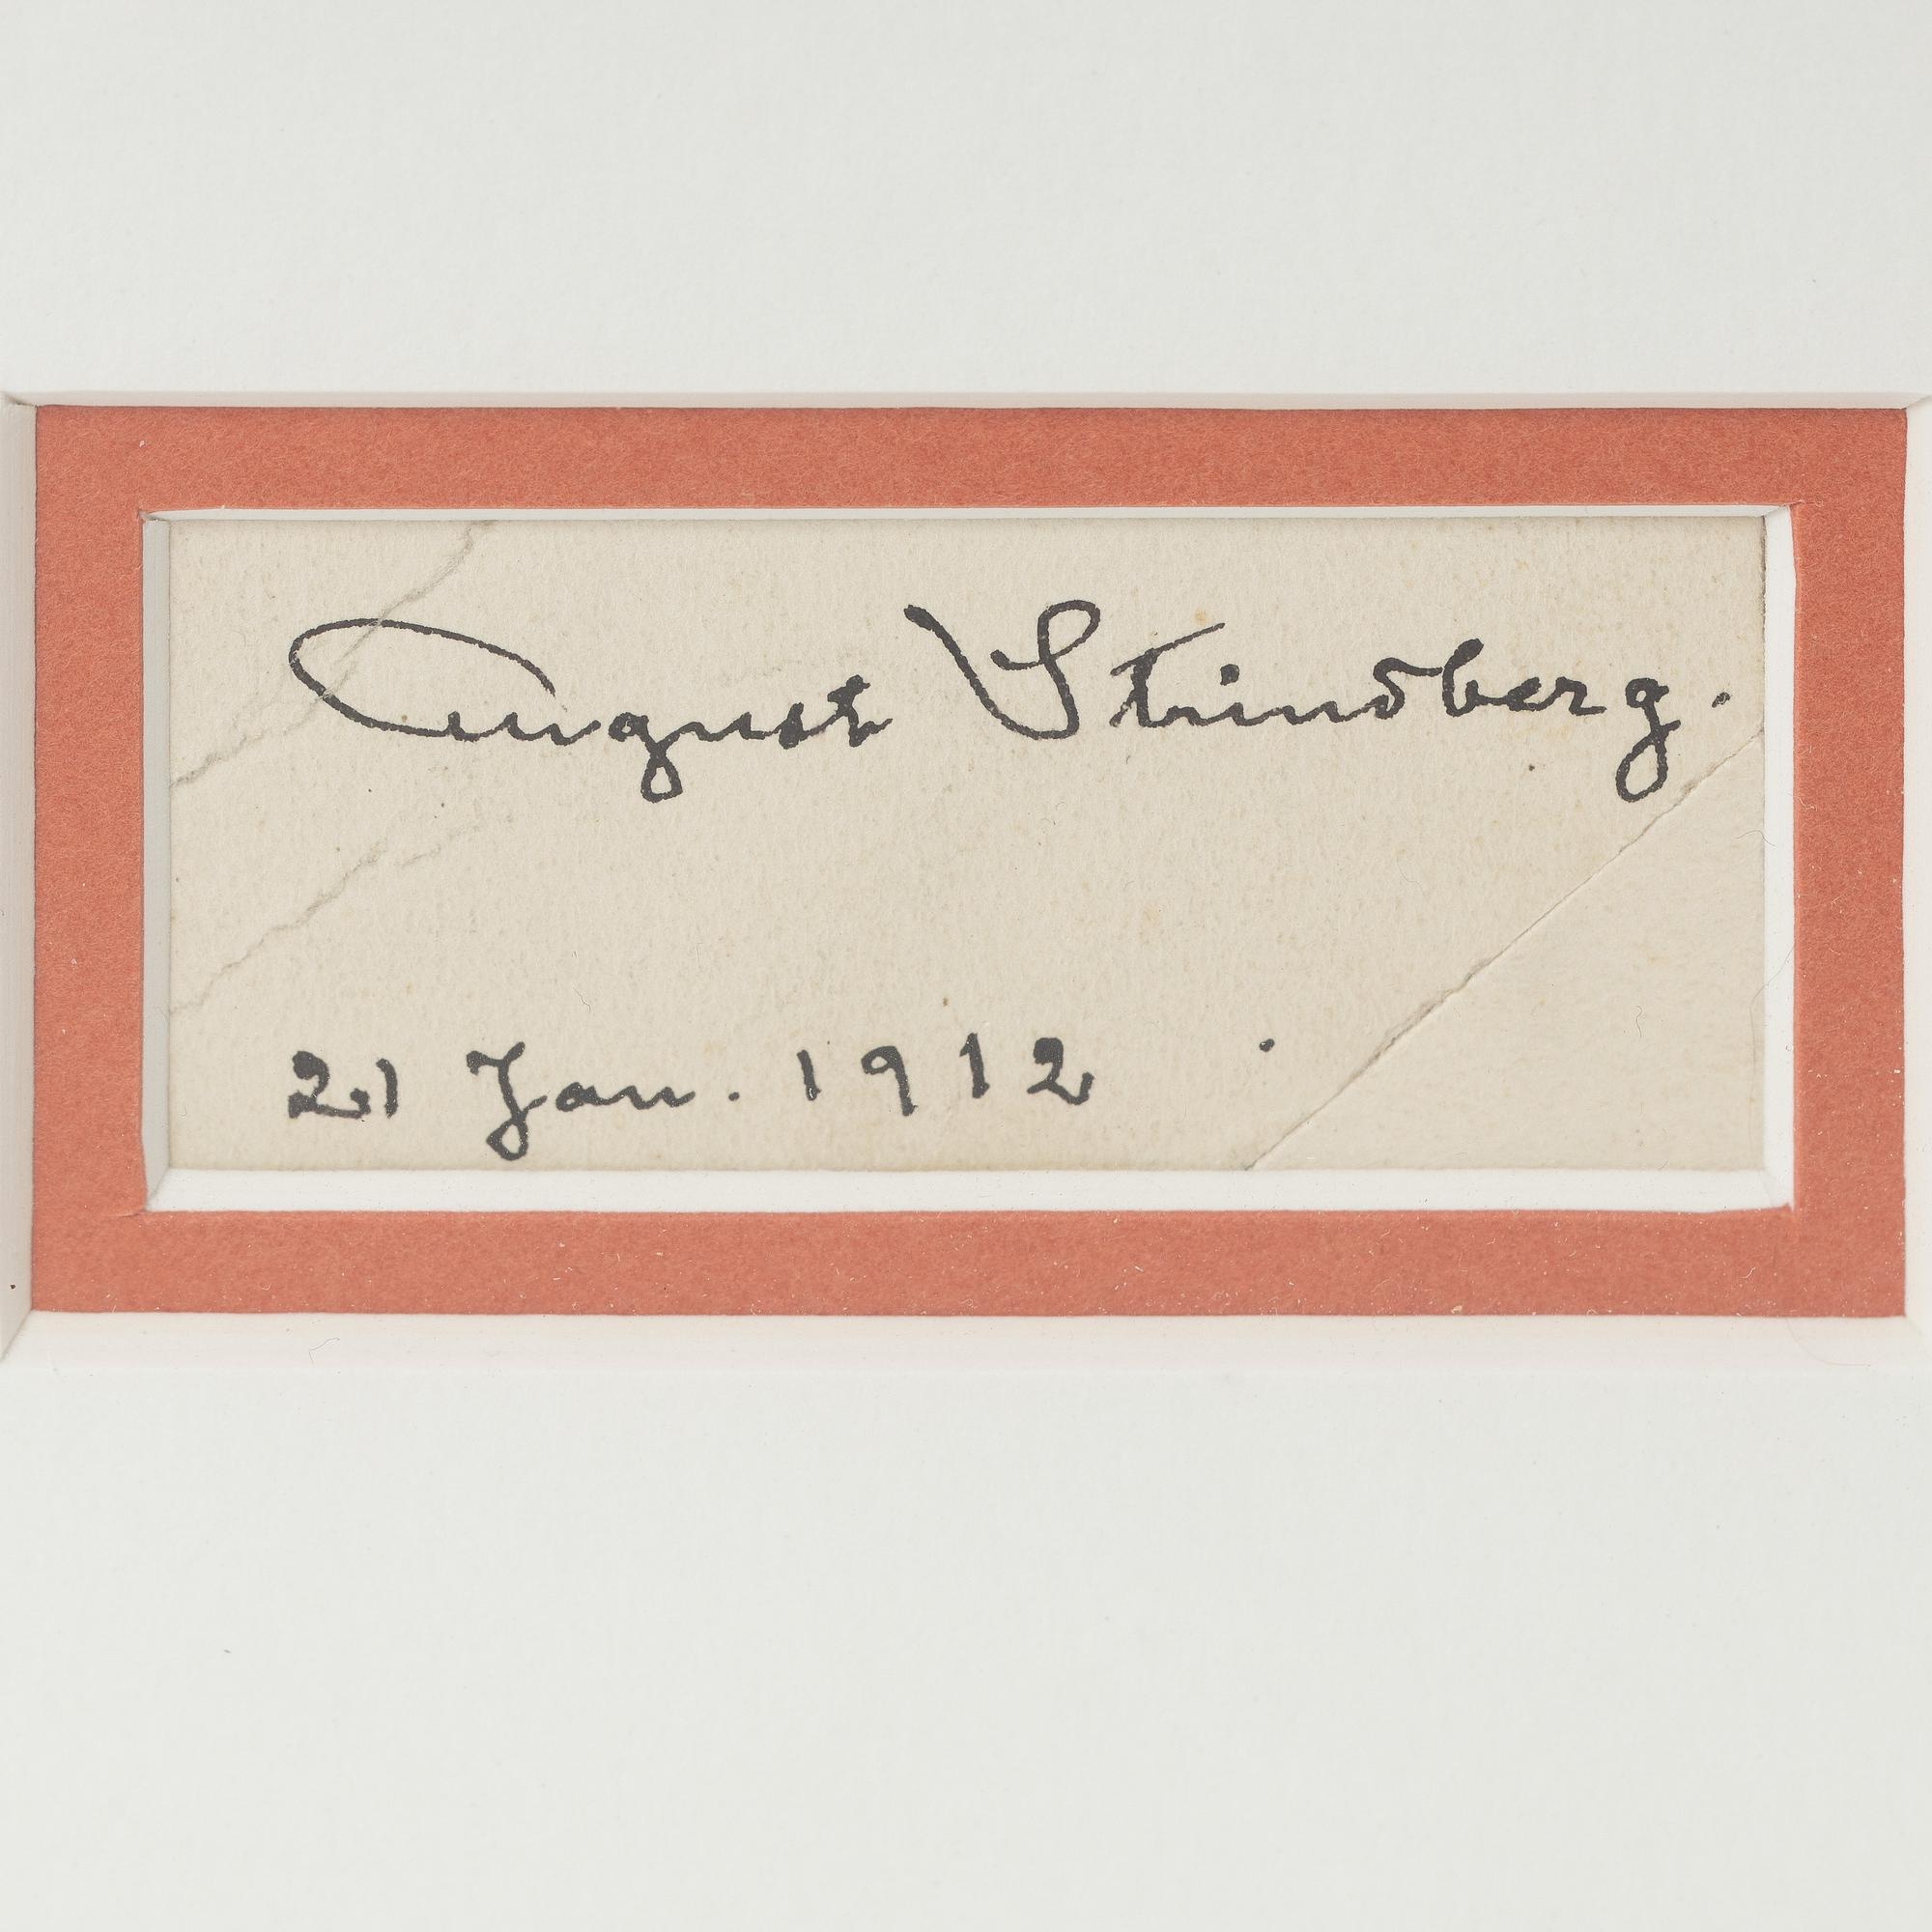 August Strindberg.
21 Jan. 1912